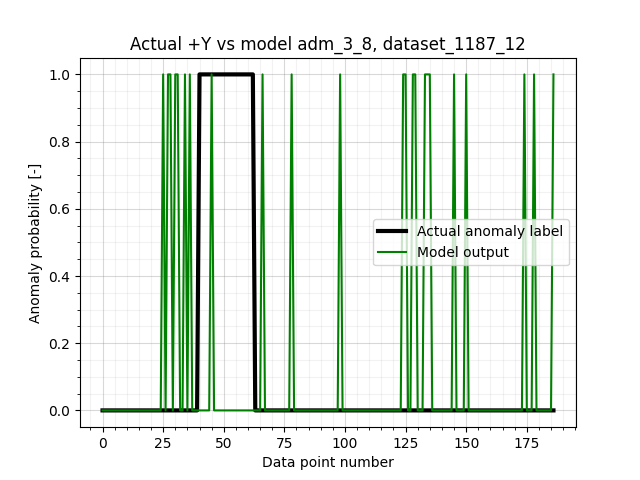 Actual +Y vs model adm_3_8, dataset_1187_12
1.0
0.8
0.6
0.4
0.2
0.0
Anomaly probability [-]
Actual anomaly label
Model output
0 25 50 75 100 125 150 175
Data point number